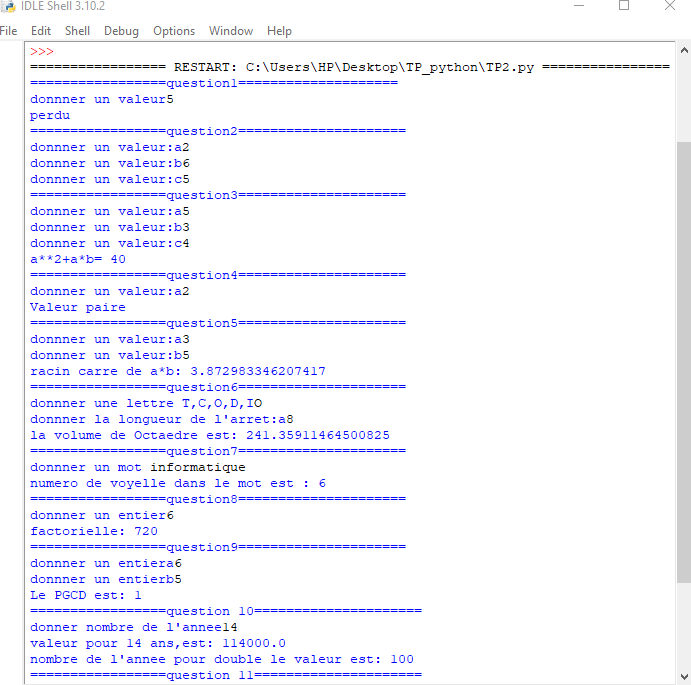 IDLE Shell 3.10.2
File Edit Shell Debug Options Window Help
>>>
================= RESTART: C:\Users\HP\Desktop\TP_python\TP2.py ================
=================question1====================
donnner un valeur5
perdu
=================question2=====================
donnner un valeur:a2
donnner un valeur:b6
donnner un valeur:c5
=================question3=====================
donnner un valeur:a5
donnner un valeur:b3
donnner un valeur:c4
a**2+a*b= 40
=================question4=====================
donnner un valeur:a2
Valeur paire
=================question5=====================
donnner un valeur:a3
donnner un valeur:b5
racin carre de a*b: 3.872983346207417
=================question6=====================
donnner une lettre T,C,O,D,IO
donnner la longueur de l'arret:a8
la volume de Octaedre est: 241.35911464500825
=================question7=====================
donnner un mot informatique
numero de voyelle dans le mot est : 6
=================question8=====================
donnner un entier6
factorielle: 720
=================question9=====================
donnner un entiera6
donnner un entierb5
Le PGCD est: 1
=================question 10=====================
donner nombre de l'annee14
valeur pour 14 ans,est: 114000.0
nombre de l'annee pour double le valeur est: 100
=================question 11=====================